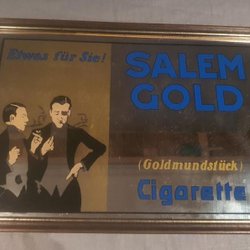 Etwas für Sie!
SALEM
GOLD
(Goldmundstück)
Cigarette